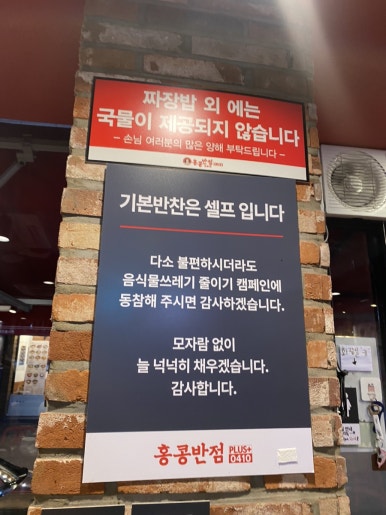 짜장밥 외 에는
국물이 제공되지 않습니다
– 손님 여러분의 많은 양해 부탁드립니다 –
홍콩반점
기본반찬은 셀프 입니다
다소 불편하시더라도
음식물쓰레기 줄이기 캠페인에
동참해 주시면 감사하겠습니다.
모자람 없이
늘 넉넉히 채우겠습니다.
감사합니다.
홍콩반점 PLUS+
0410